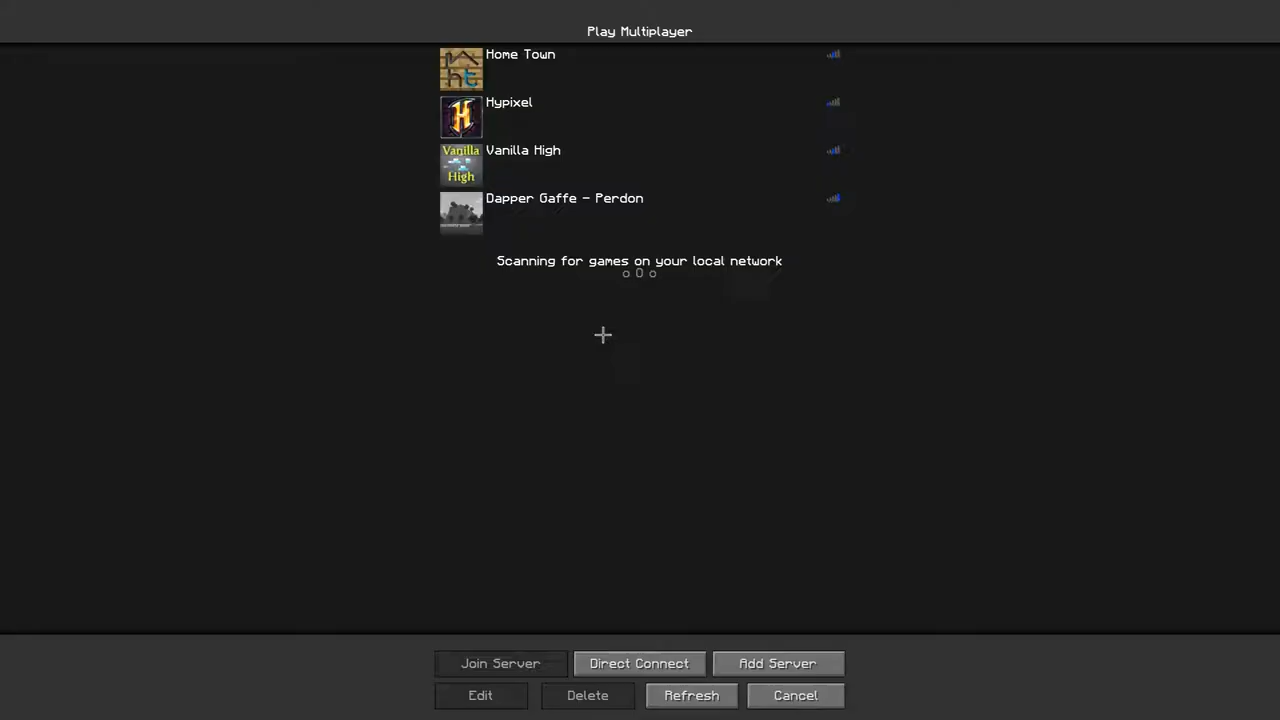 Play Multiplayer
Home Town
ht
Hypixel
H
Vanilla High
Vanilla
High
Dapper Gaffe - Perdon
Scanning for games on your local network
o O o
Join Server
Direct Connect
Add Server
Edit
Delete
Refresh
Cancel